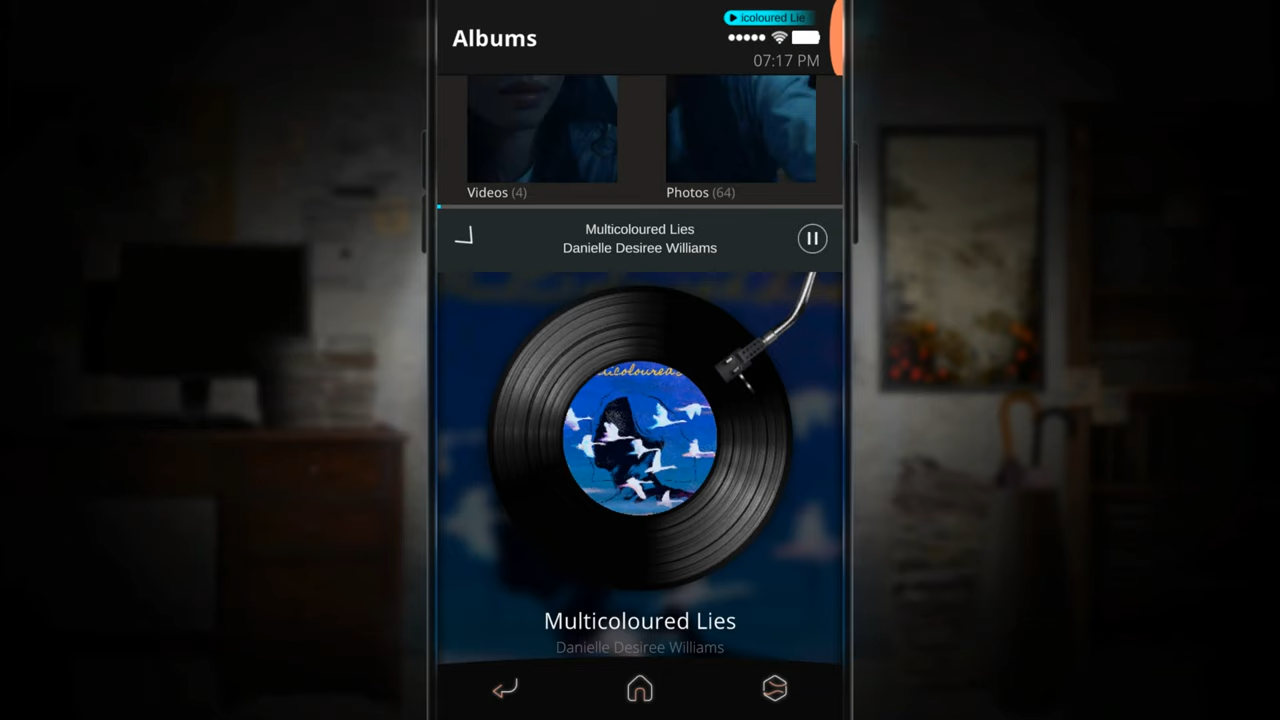 icoloured Lie
Albums
07:17 PM
Videos (4)
Photos (64)
Multicoloured Lies
Danielle Desiree Williams
Multicoloured Lies
Danielle Desiree Williams